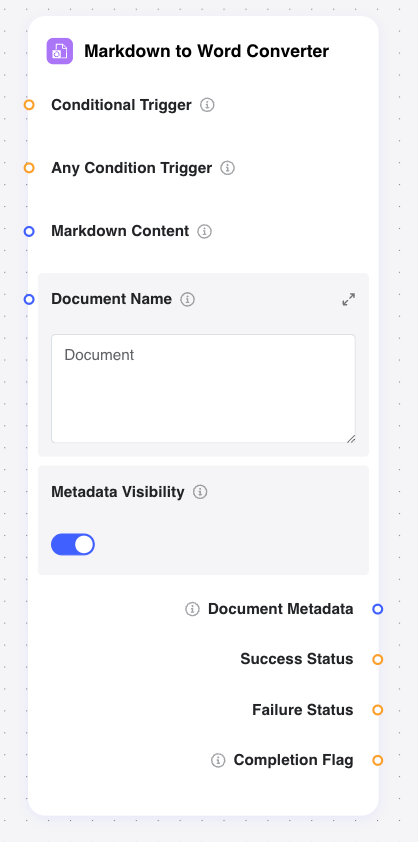 Markdown to Word Converter
Conditional Trigger
Any Condition Trigger
Markdown Content
Document Name
Document
Metadata Visibility
Document Metadata
Success Status
Failure Status
Completion Flag